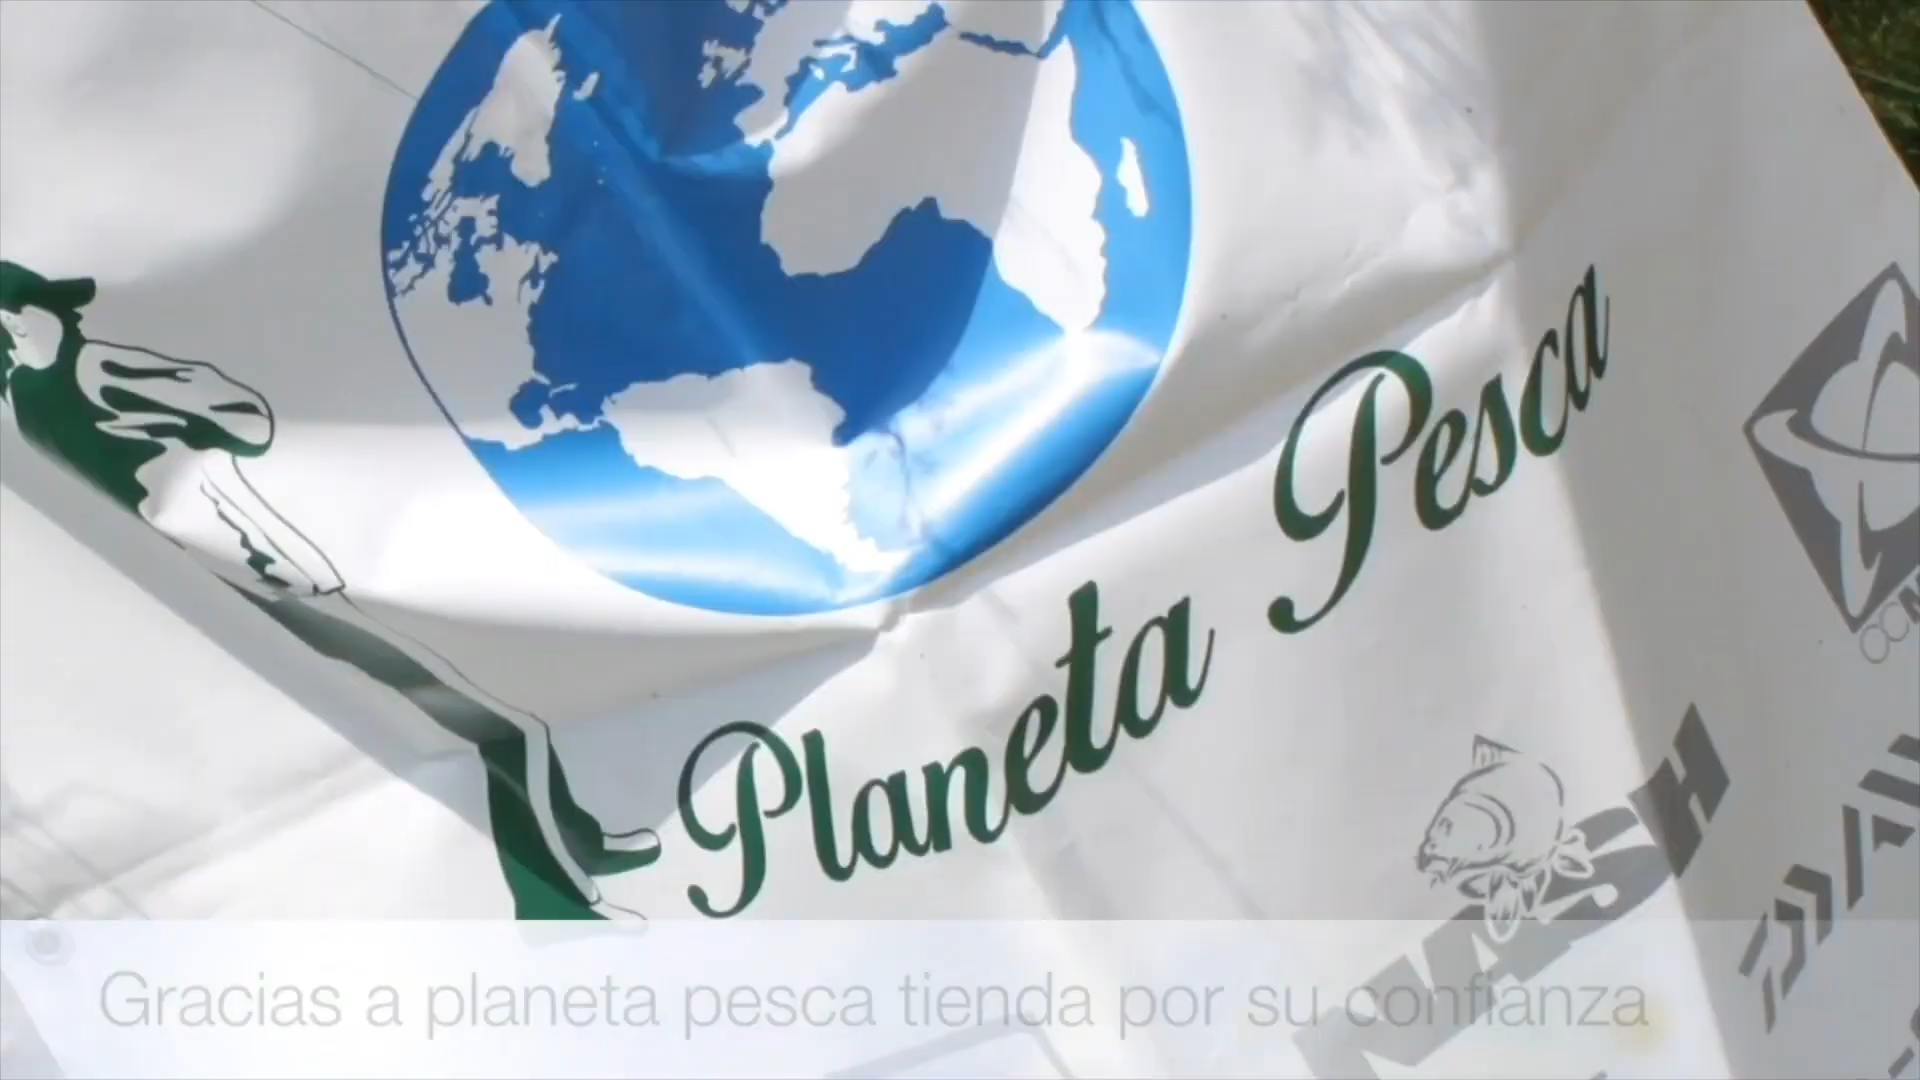 Planeta Pesca
NASH
Gracias a planeta pesca tienda por su confianza